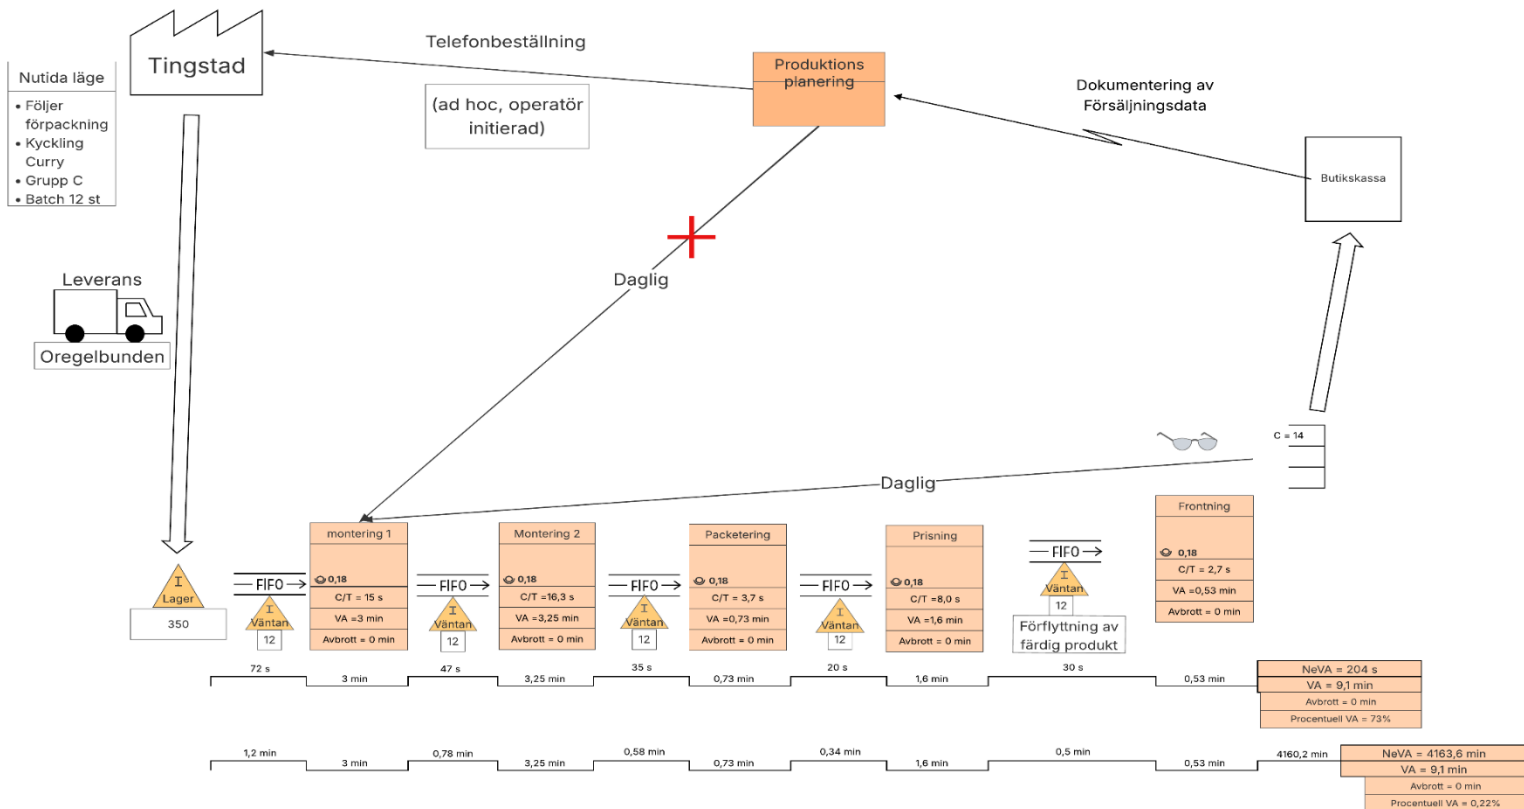 Tingstad
Nutida läge
• Följer
förpackning
• Kyckling
Curry
• Grupp C
• Batch 12 st
Telefonbeställning
(ad hoc, operatör
initierad)
Produktions
planering
Dokumentering av
Försäljningsdata
Butikskassa
Leverans
Oregelbunden
Daglig
C = 14
Daglig
I
Lager
350
FIFO
I
Väntan
12
montering 1
0,18
C/T = 15 s
VA =3 min
Avbrott = 0 min
FIFO
I
Väntan
12
Montering 2
0,18
C/T =16,3 s
VA =3,25 min
Avbrott = 0 min
FIFO
I
Väntan
12
Packetering
0,18
C/T = 3,7 s
VA =0,73 min
Avbrott = 0 min
FIFO
I
Väntan
12
Prisning
0,18
C/T =8,0 s
VA =1,6 min
Avbrott = 0 min
FIFO
I
Väntan
12
Förflyttning av
färdig produkt
Frontning
0,18
C/T = 2,7 s
VA =0,53 min
Avbrott = 0 min
72 s
3 min
47 s
3,25 min
35 s
0,73 min
20 s
1,6 min
30 s
0,53 min
NeVA = 204 s
VA = 9,1 min
Avbrott = 0 min
Procentuell VA = 73%
1,2 min
3 min
0,78 min
3,25 min
0,58 min
0,73 min
0,34 min
1,6 min
0,5 min
0,53 min
4160,2 min
NeVA = 4163,6 min
VA = 9,1 min
Avbrott = 0 min
Procentuell VA = 0,22%